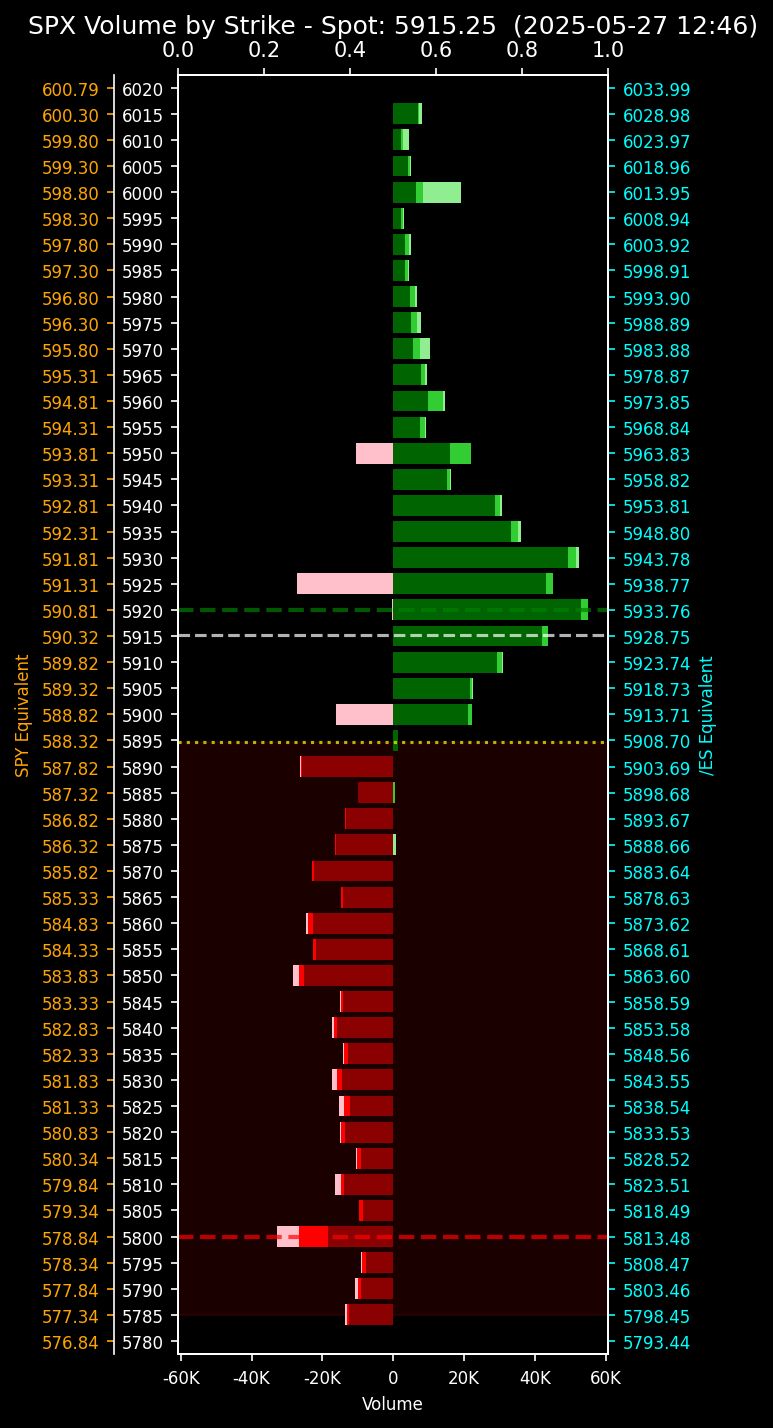 SPX Volume by Strike - Spot: 5915.25 (2025-05-27 12:46)
0.0 0.2 0.4 0.6 0.8 1.0
600.79 6020 6033.99
600.30 6015 6028.98
599.80 6010 6023.97
599.30 6005 6018.96
598.80 6000 6013.95
598.30 5995 6008.94
597.80 5990 6003.92
597.30 5985 5998.91
596.80 5980 5993.90
596.30 5975 5988.89
595.80 5970 5983.88
595.31 5965 5978.87
594.81 5960 5973.85
594.31 5955 5968.84
593.81 5950 5963.83
593.31 5945 5958.82
592.81 5940 5953.81
592.31 5935 5948.80
591.81 5930 5943.78
591.31 5925 5938.77
590.81 5920 5933.76
590.32 5915 5928.75
589.82 5910 5923.74
589.32 5905 5918.73
588.82 5900 5913.71
588.32 5895 5908.70
587.82 5890 5903.69
587.32 5885 5898.68
586.82 5880 5893.67
586.32 5875 5888.66
585.82 5870 5883.64
585.33 5865 5878.63
584.83 5860 5873.62
584.33 5855 5868.61
583.83 5850 5863.60
583.33 5845 5858.59
582.83 5840 5853.58
582.33 5835 5848.56
581.83 5830 5843.55
581.33 5825 5838.54
580.83 5820 5833.53
580.34 5815 5828.52
579.84 5810 5823.51
579.34 5805 5818.49
578.84 5800 5813.48
578.34 5795 5808.47
577.84 5790 5803.46
577.34 5785 5798.45
576.84 5780 5793.44
SPY Equivalent
/ES Equivalent
-60K -40K -20K 0 20K 40K 60K
Volume